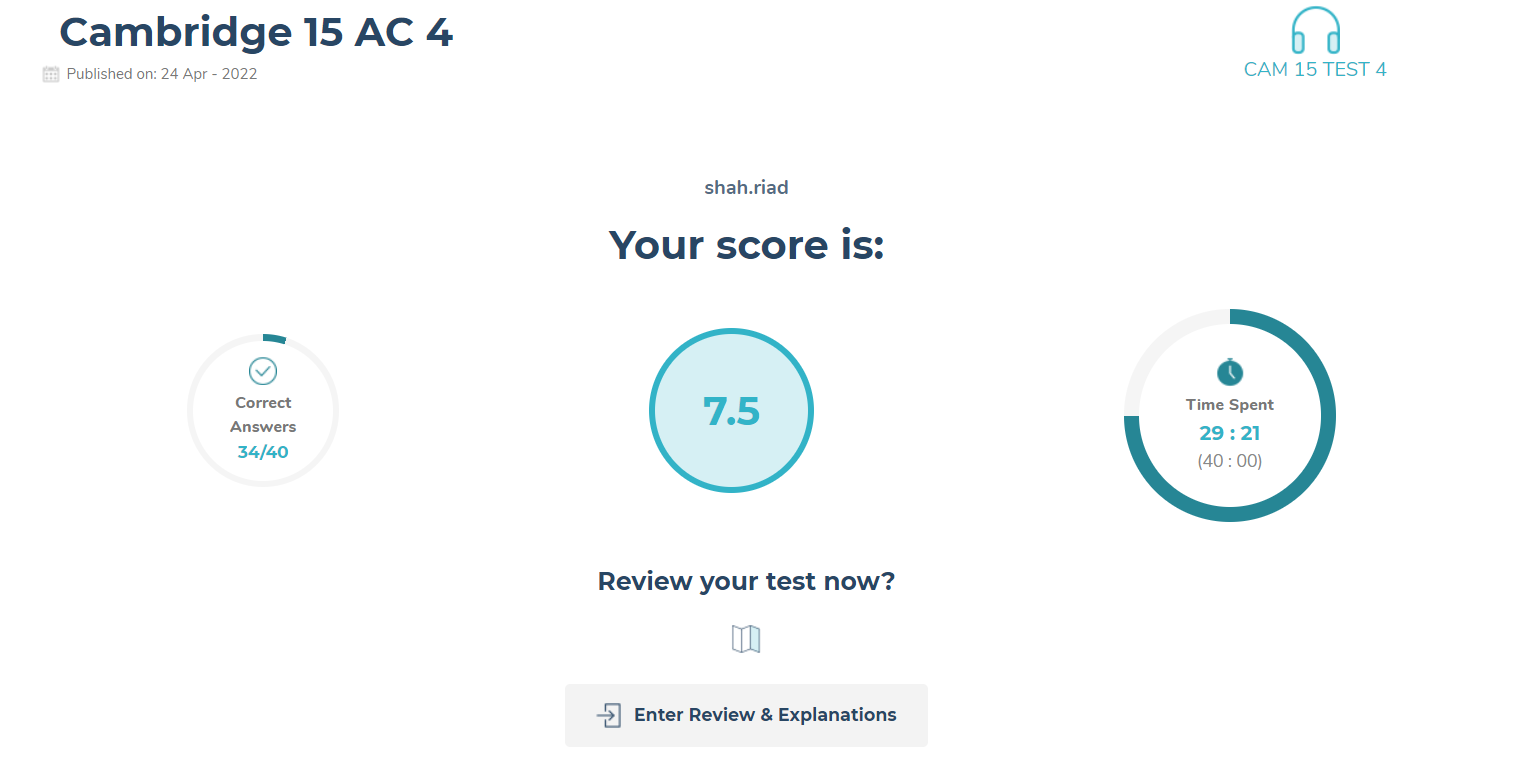 Cambridge 15 AC 4
Published on: 24 Apr - 2022
CAM 15 TEST 4
shah.riad
Your score is:
Correct
Answers
34/40
7.5
Time Spent
29 : 21
(40 : 00)
Review your test now?
Enter Review & Explanations